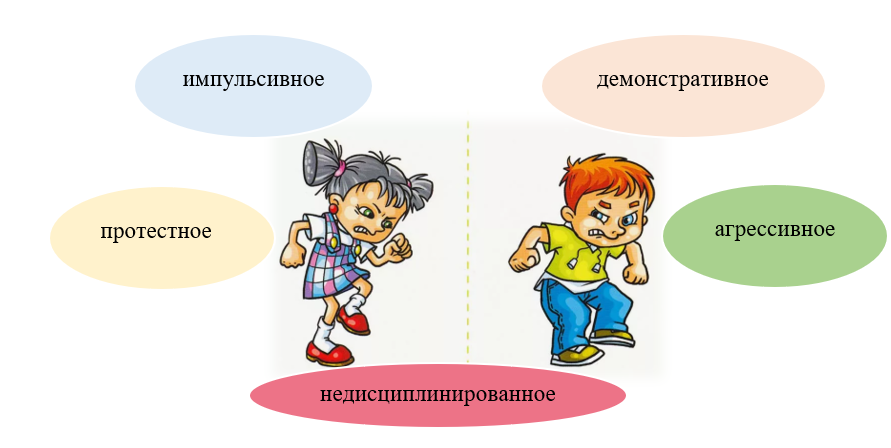 импульсивное
демонстративное
протестное
агрессивное
недисциплинированное